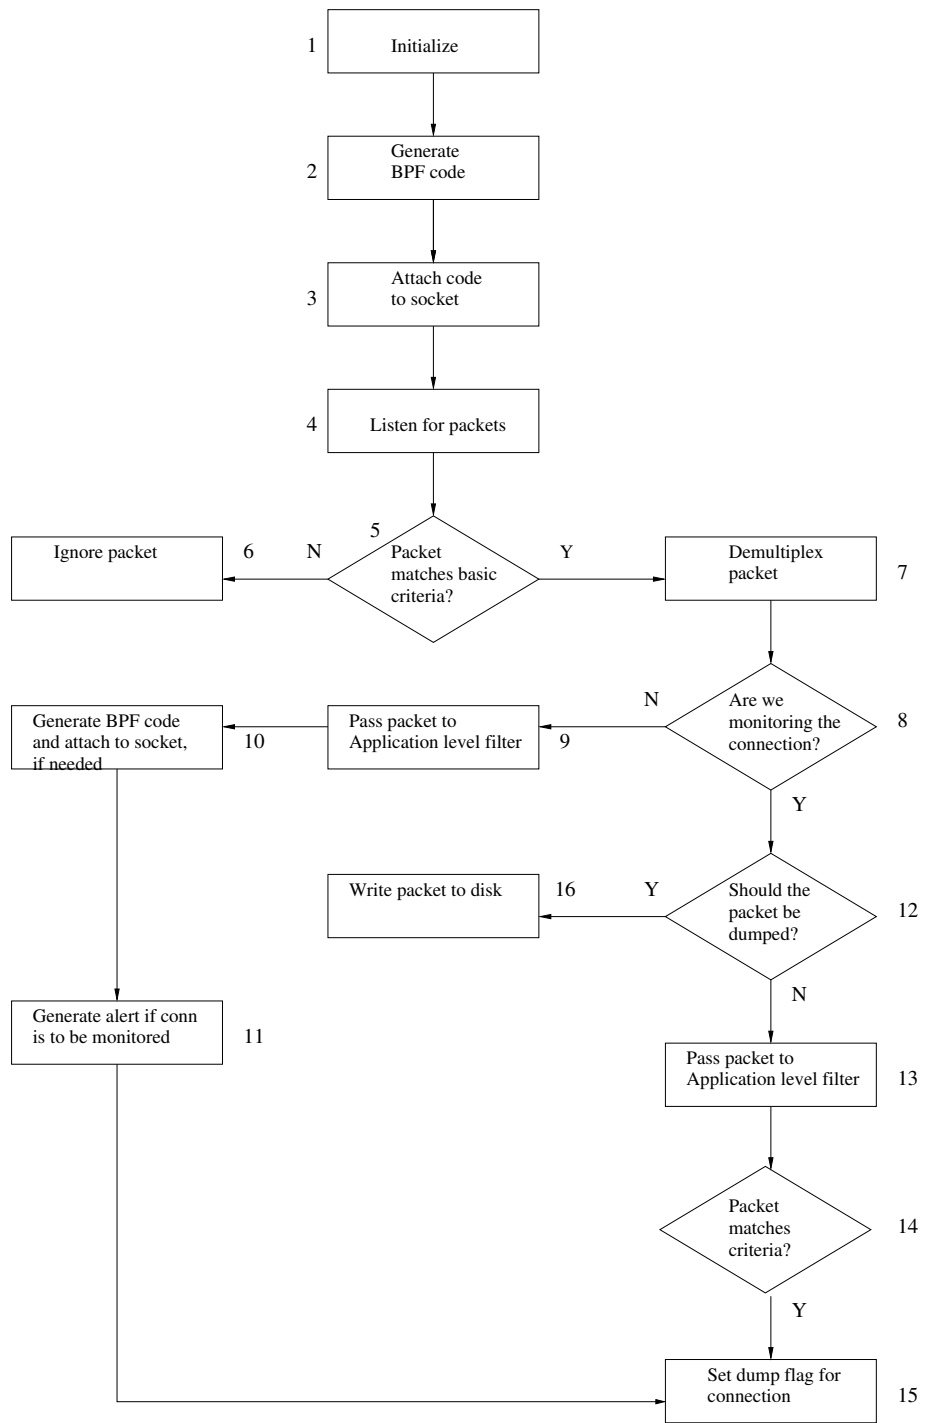 1
Initialize
Generate
2
BPF code
Attach code
3
to socket
4
Listen for packets
5
Ignore packet
6
N
Packet
matches basic
criteria?
Y
Demultiplex
packet
7
Generate BPF code
and attach to socket,
if needed
10
Pass packet to
Application level filter
9
N
Are we
monitoring the
connection?
8
Y
Write packet to disk
16
Y
Should the
packet be
dumped?
12
N
Generate alert if conn
is to be monitored
11
Pass packet to
Application level filter
13
Packet
matches
criteria?
14
Y
Set dump flag for
connection
15